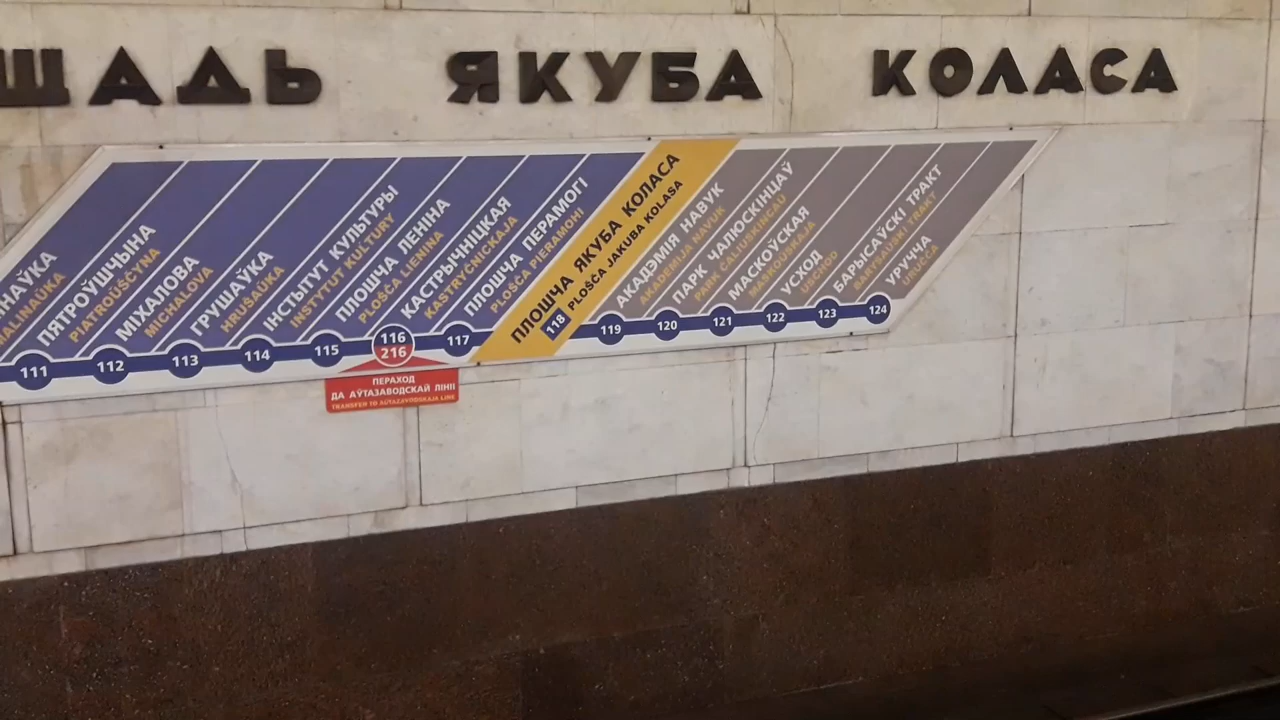 ЩАДЬ ЯКУБА КОЛАСА
НАЎКА
MALINAŬKA
111
ПЯТРОЎШЧЫНА
PIATROŬŠČYNA
112
МІХАЛОВА
MICHALOVA
113
ГРУШАЎКА
HRUŠAŬKA
114
ІНСТЫТУТ КУЛЬТУРЫ
INSTYTUT KULTURY
115
ПЛОШЧА ЛЕНІНА
PLOŠČA LIENINA
116
216
КАСТРЫЧНІЦКАЯ
KASTRYČNICKAJA
117
ПЛОШЧА ПЕРАМОГІ
PLOŠČA PIERAMOHI
ПЛОШЧА ЯКУБА КОЛАСА
118 PLOŠČA JAKUBA KOLASA
119
АКАДЭМІЯ НАВУК
AKADEMIJA NAVUK
120
ПАРК ЧАЛЮСКІНЦАЎ
PARK ČALIUSKINCAŬ
121
МАСКОЎСКАЯ
MASKOŬSKAJA
122
УСХОД
USCHOD
123
БАРЫСАЎСКІ ТРАКТ
BARYSAŬSKI TRAKT
124
УРУЧЧА
URUČČA
ПЕРАХОД
ДА АЎТАЗАВОДСКАЙ ЛІНІІ
TRANSFER TO AŬTAZAVODSKAJA LINE